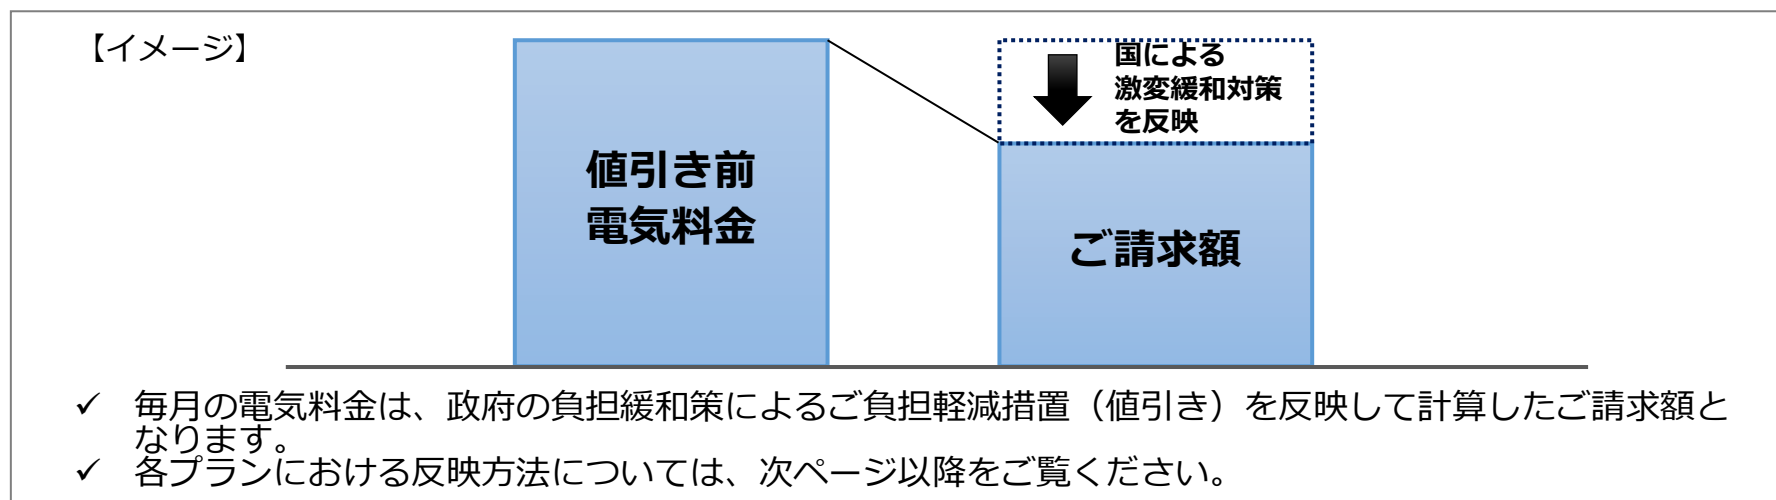 【イメージ】
値引き前
電気料金
国による
激変緩和対策
を反映
ご請求額
✓ 毎月の電気料金は、政府の負担緩和策によるご負担軽減措置（値引き）を反映して計算したご請求額と
なります。
✓ 各プランにおける反映方法については、次ページ以降をご覧ください。